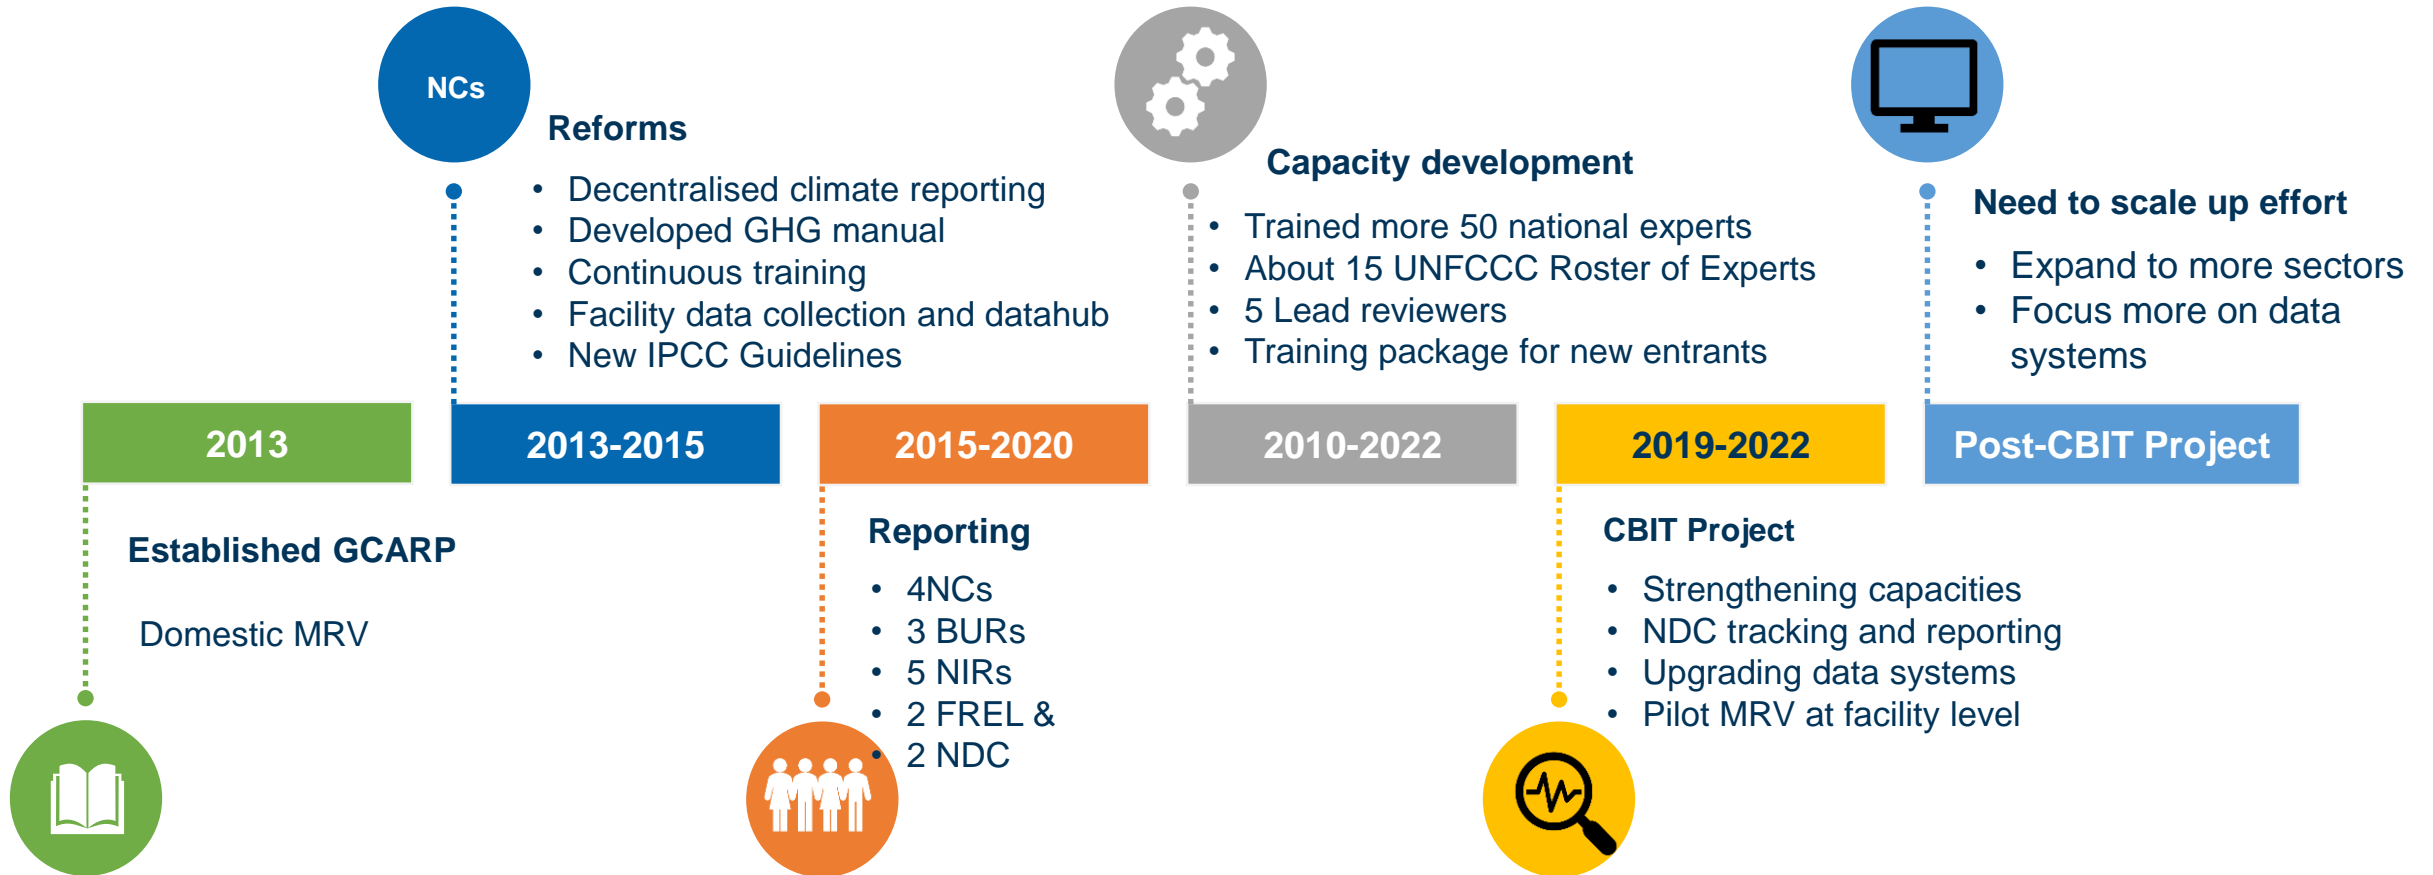 NCs
Reforms
• Decentralised climate reporting
• Developed GHG manual
• Continuous training
• Facility data collection and datahub
• New IPCC Guidelines
Capacity development
• Trained more 50 national experts
• About 15 UNFCCC Roster of Experts
• 5 Lead reviewers
• Training package for new entrants
Need to scale up effort
• Expand to more sectors
• Focus more on data
systems
2013
2013-2015
2015-2020
2010-2022
2019-2022
Post-CBIT Project
Established GCARP
Domestic MRV
Reporting
• 4NCs
• 3 BURs
• 5 NIRs
• 2 FREL &
• 2 NDC
CBIT Project
• Strengthening capacities
• NDC tracking and reporting
• Upgrading data systems
• Pilot MRV at facility level